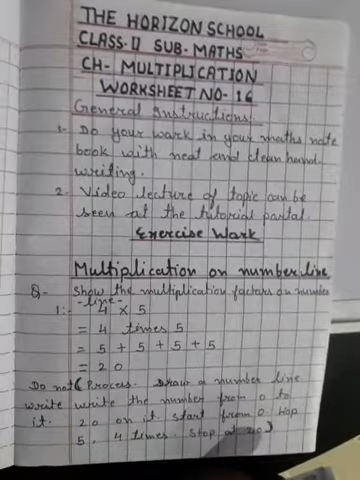 THE HORIZON SCHOOL
CLASS-II SUB-MATHS
CH- MULTIPLICATION
WORKSHEET NO- 16
General Instructions
1- Do your work in your maths note
book with neat and clean hand
writing.
2. Video lecture of topic can be
seen at the tutorial portal.
Exercise Work
Multiplication on number line
Q- Show the multiplication factors on number
-line-
1:- 4 × 5
= 4 times 5
= 5 + 5 + 5 + 5
= 20
Do not (Process. Draw a number line
write write the number from 0 to
it. 20 on it start from 0. Hop
5, 4 times. Stop at 20)